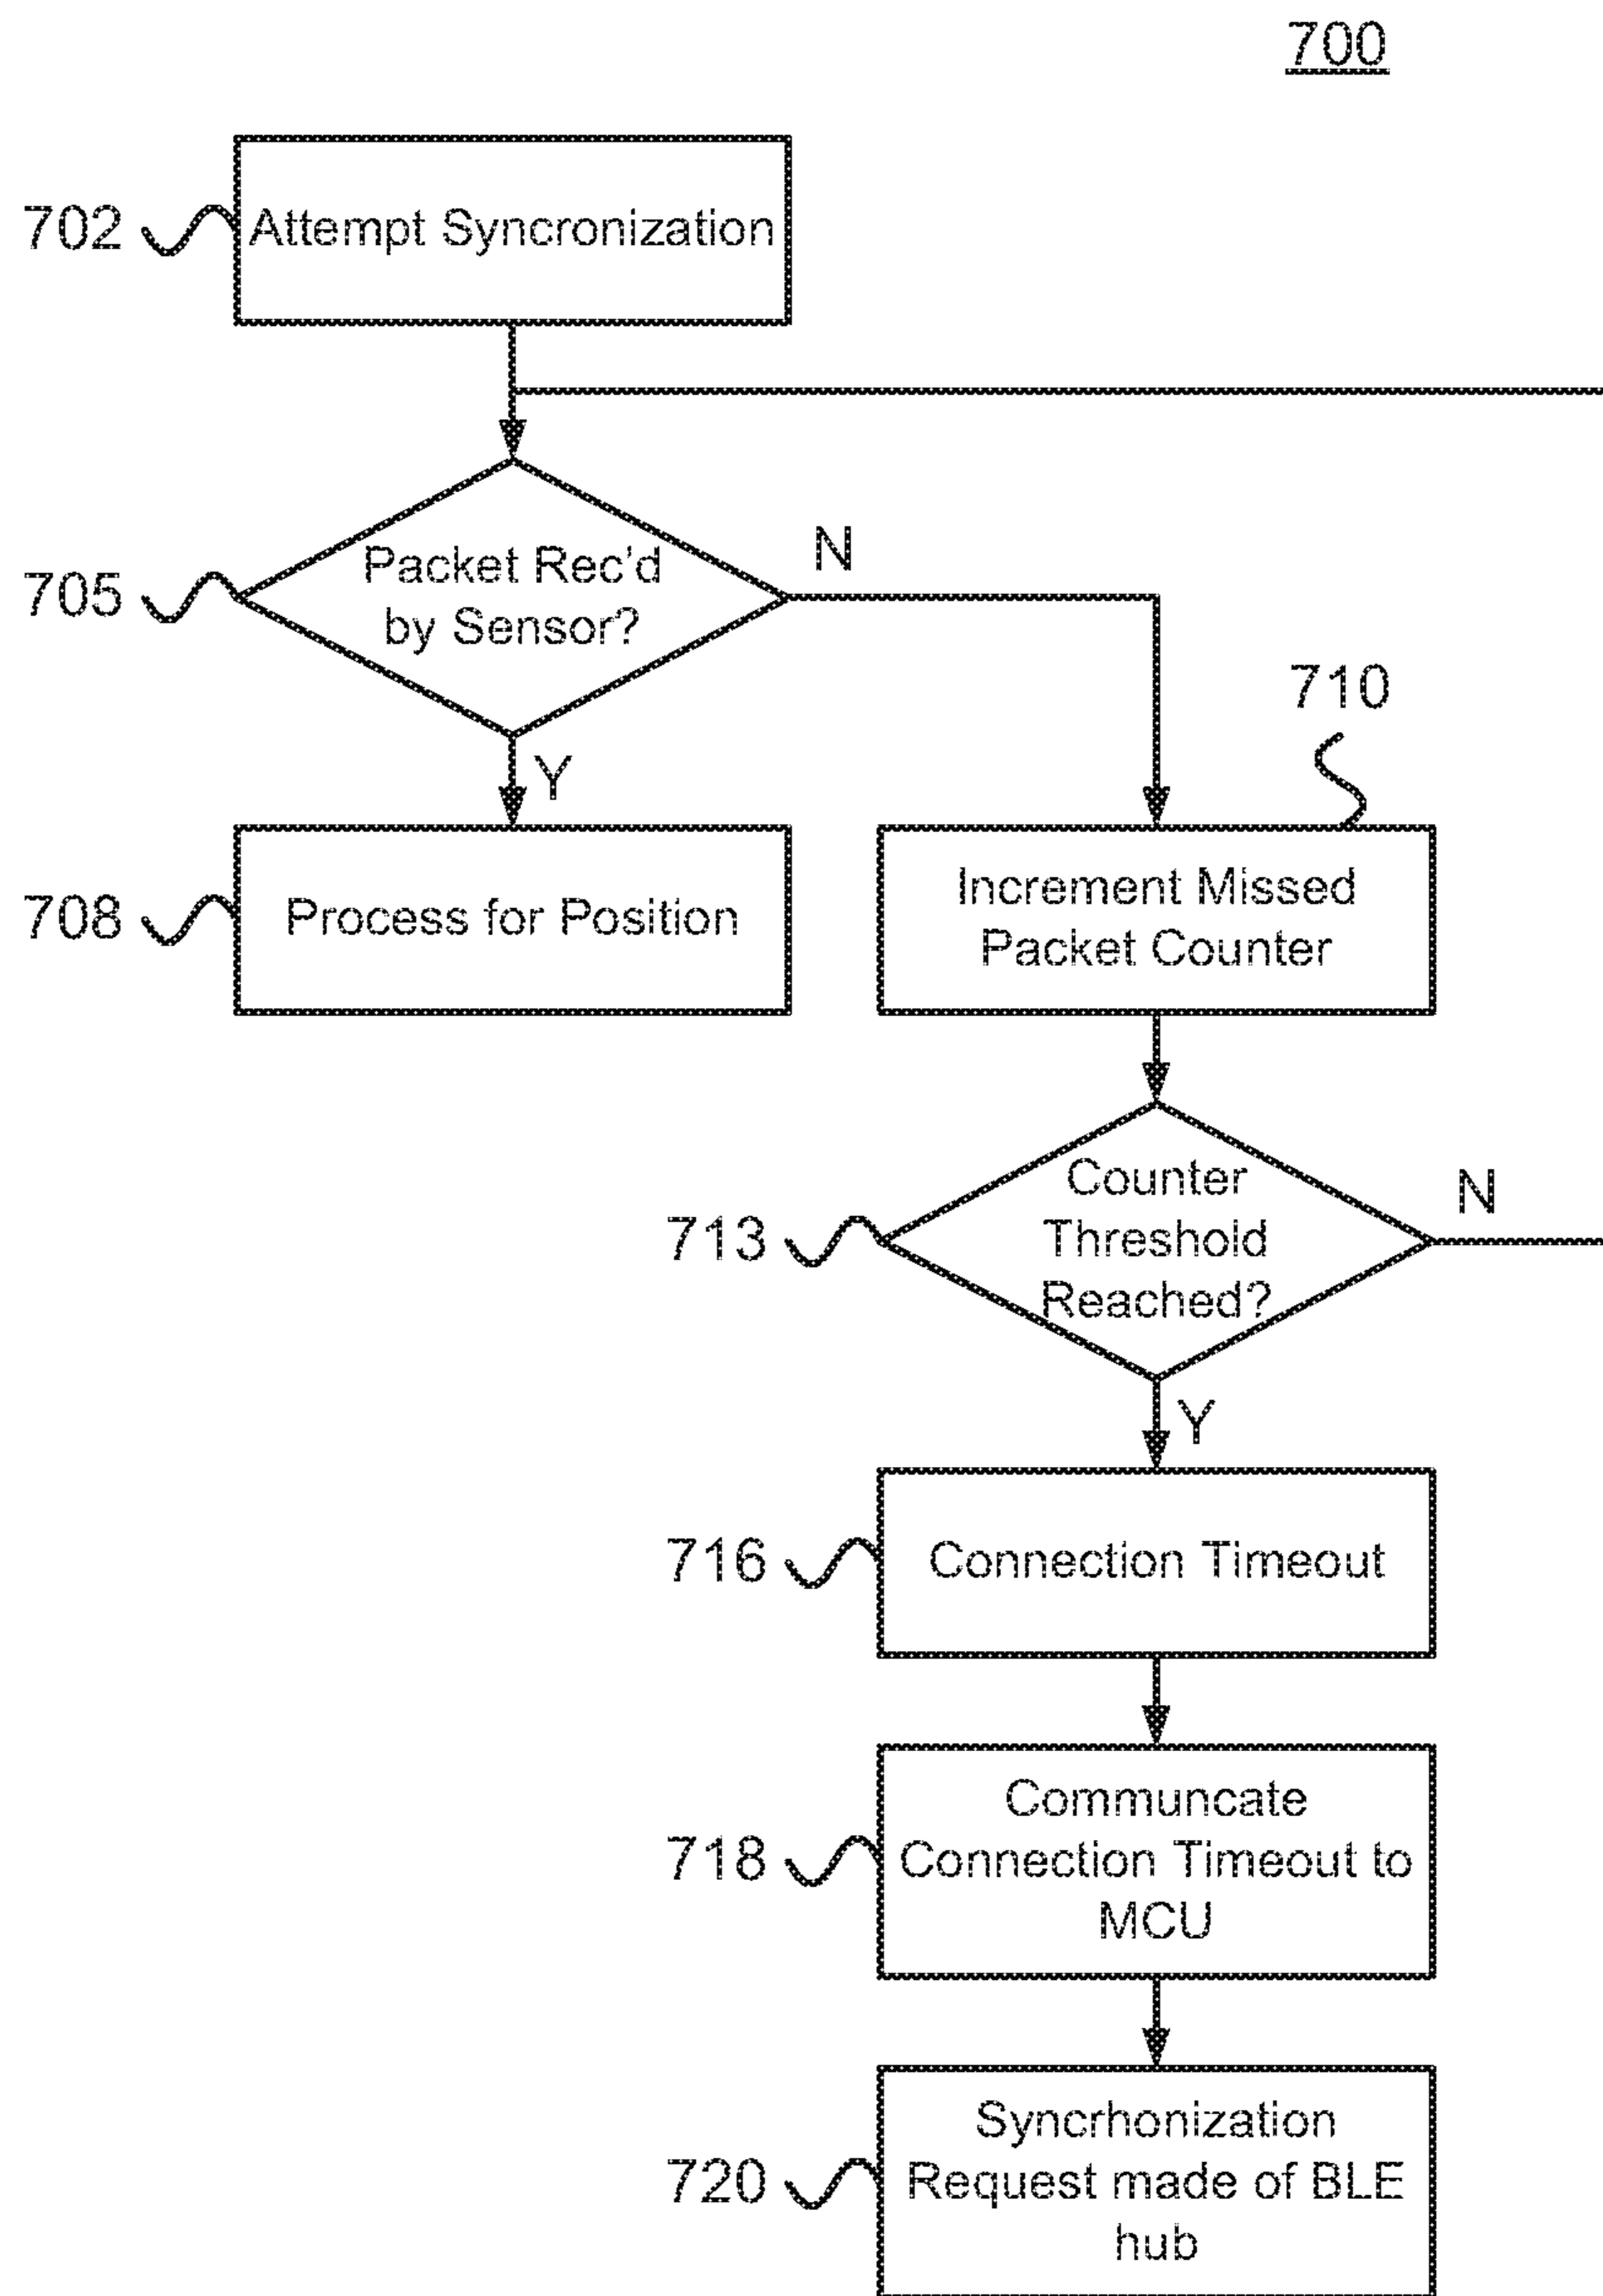 700
702
Attempt Syncronization
705
Packet Rec'd
by Sensor?
N
Y
710
708
Process for Position
Increment Missed
Packet Counter
713
Counter
Threshold
Reached?
N
Y
716
Connection Timeout
718
Communcate
Connection Timeout to
MCU
720
Syncrhonization
Request made of BLE
hub